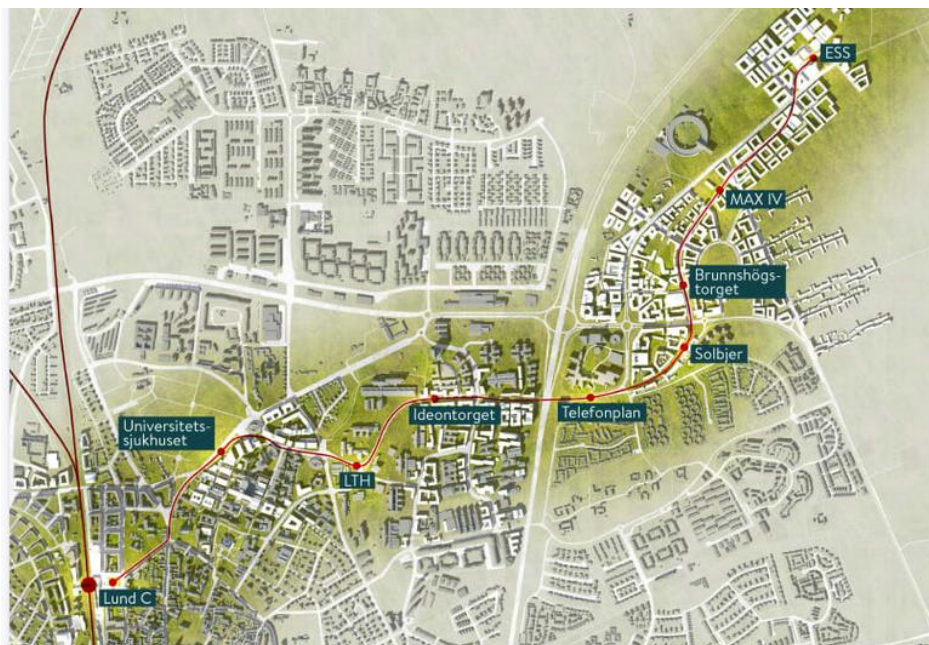 ESS
MAX IV
Brunnshögs-
torget
Solbjer
Telefonplan
Ideontorget
Universitets-
sjukhuset
LTH
Lund C